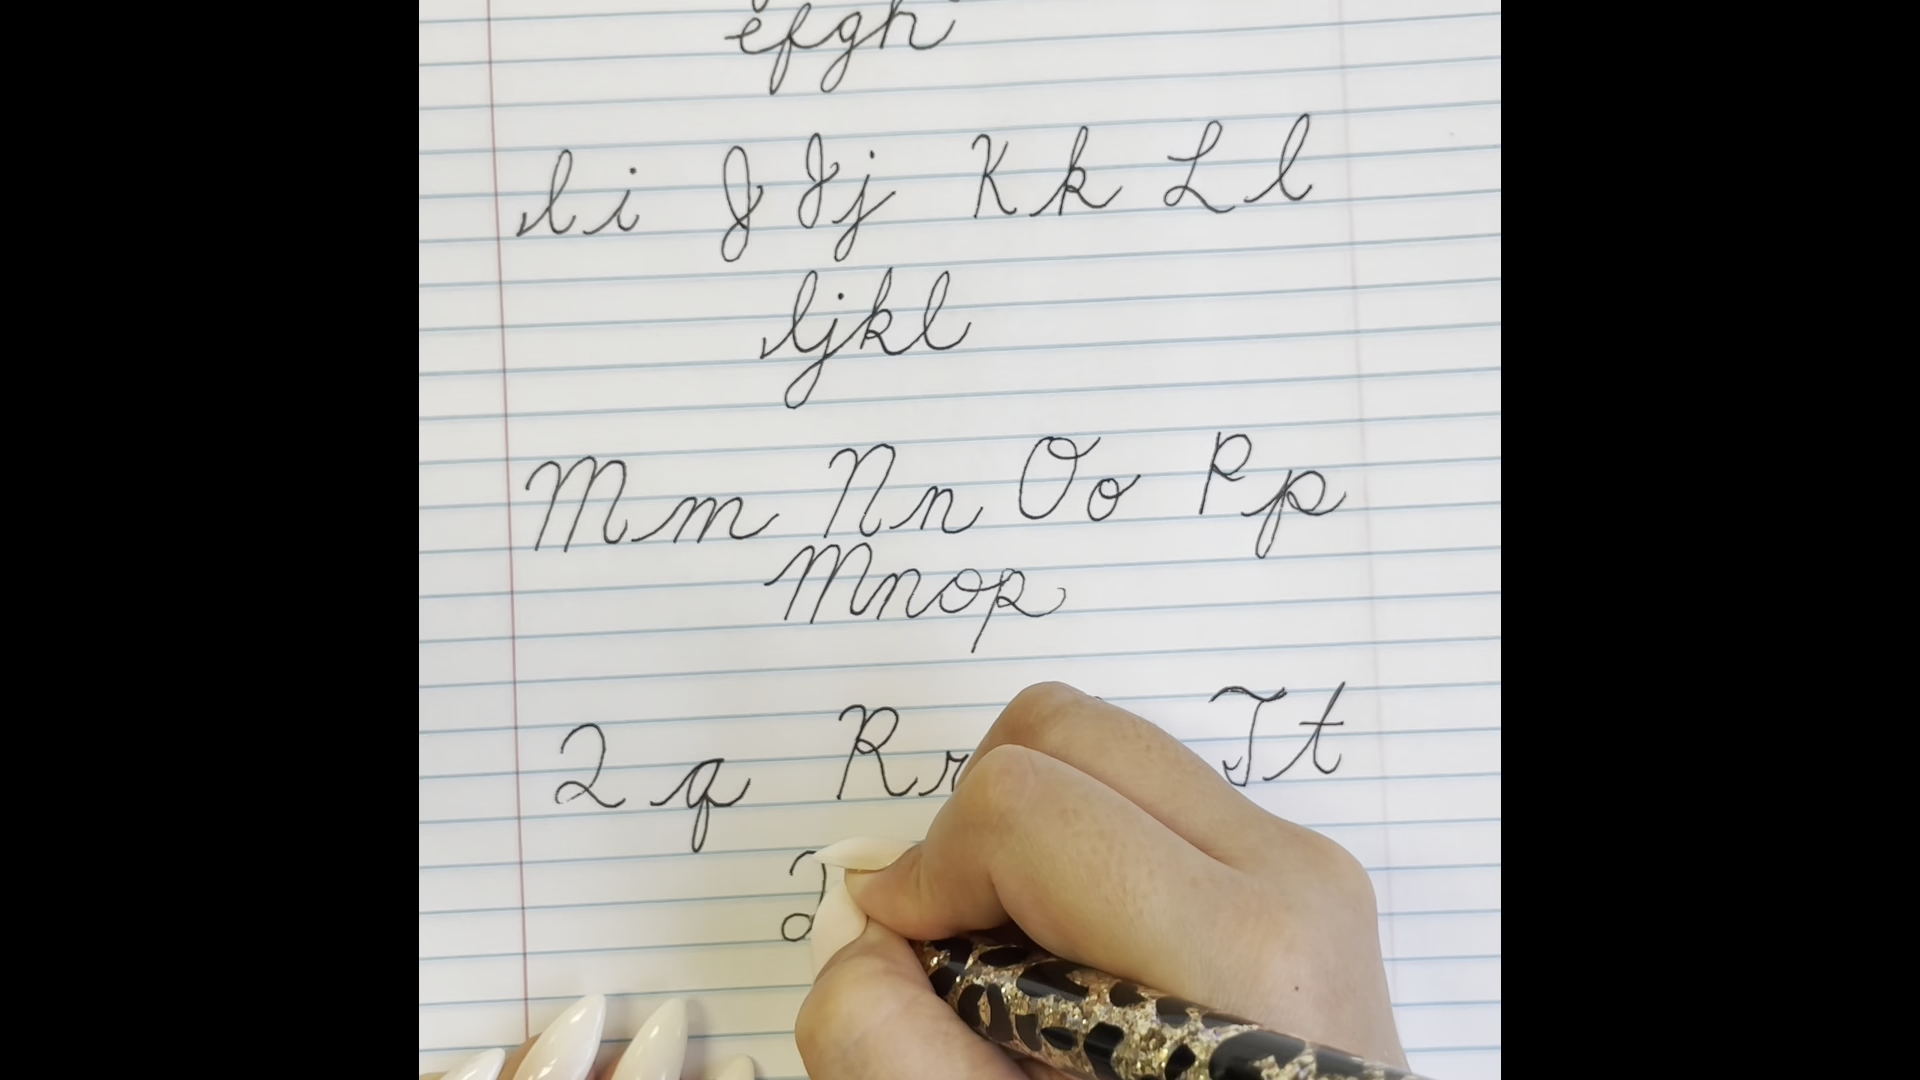 efgh
Ii J Jj Kk Ll
Ijkl
Mm Nn Oo Pp
Mnop
Qq Rr Tt
Q